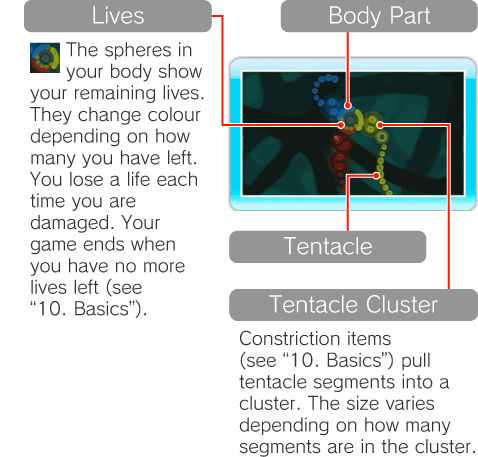 Lives
The spheres in
your body show
your remaining lives.
They change colour
depending on how
many you have left.
You lose a life each
time you are
damaged. Your
game ends when
you have no more
lives left (see
“10. Basics”).
Body Part
Tentacle
Tentacle Cluster
Constriction items
(see “10. Basics”) pull
tentacle segments into a
cluster. The size varies
depending on how many
segments are in the cluster.